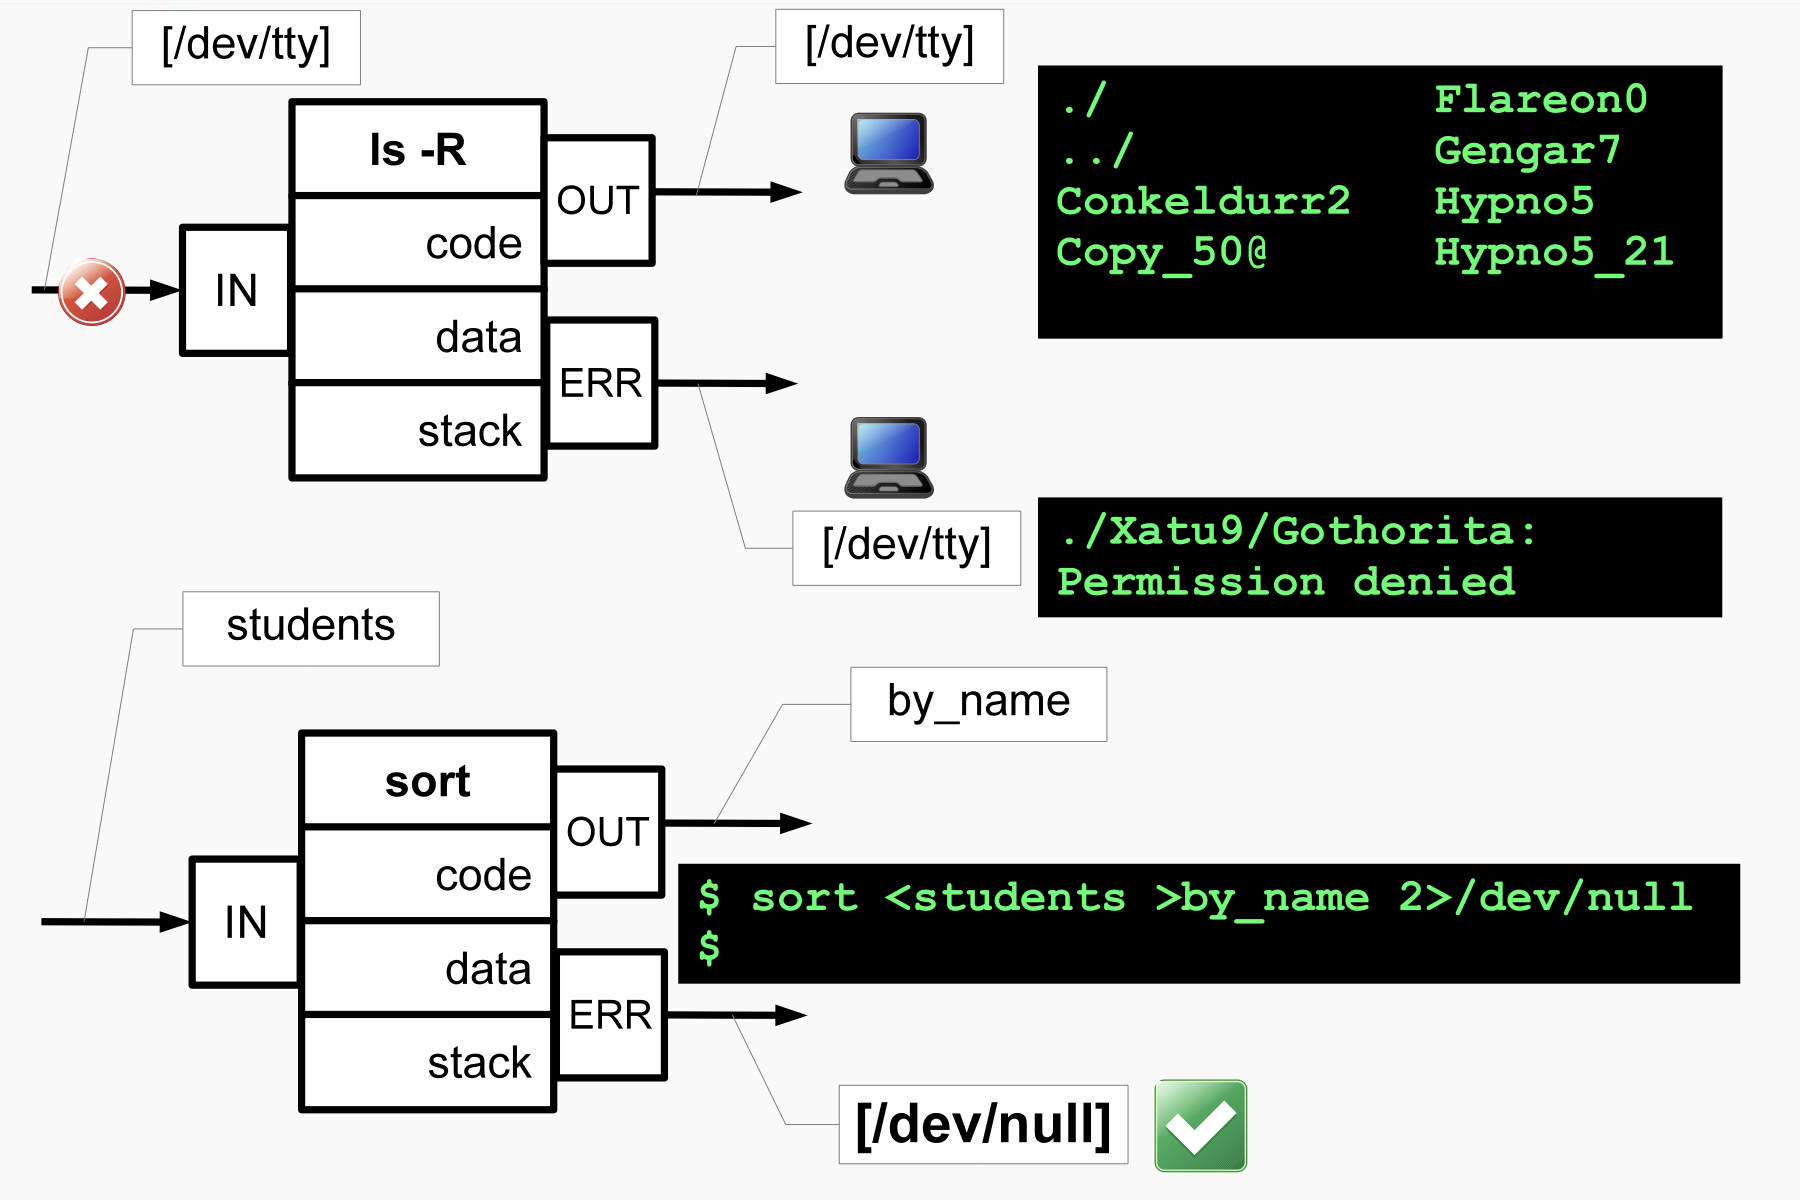 [/dev/tty]
[/dev/tty]
ls -R
code
data
stack
IN
OUT
ERR
./ Flareon0
../ Gengar7
Conkeldurr2 Hypno5
Copy_50@ Hypno5_21
[/dev/tty]
./Xatu9/Gothorita:
Permission denied
students
by_name
sort
code
data
stack
IN
OUT
ERR
$ sort <students >by_name 2>/dev/null
$
[/dev/null]